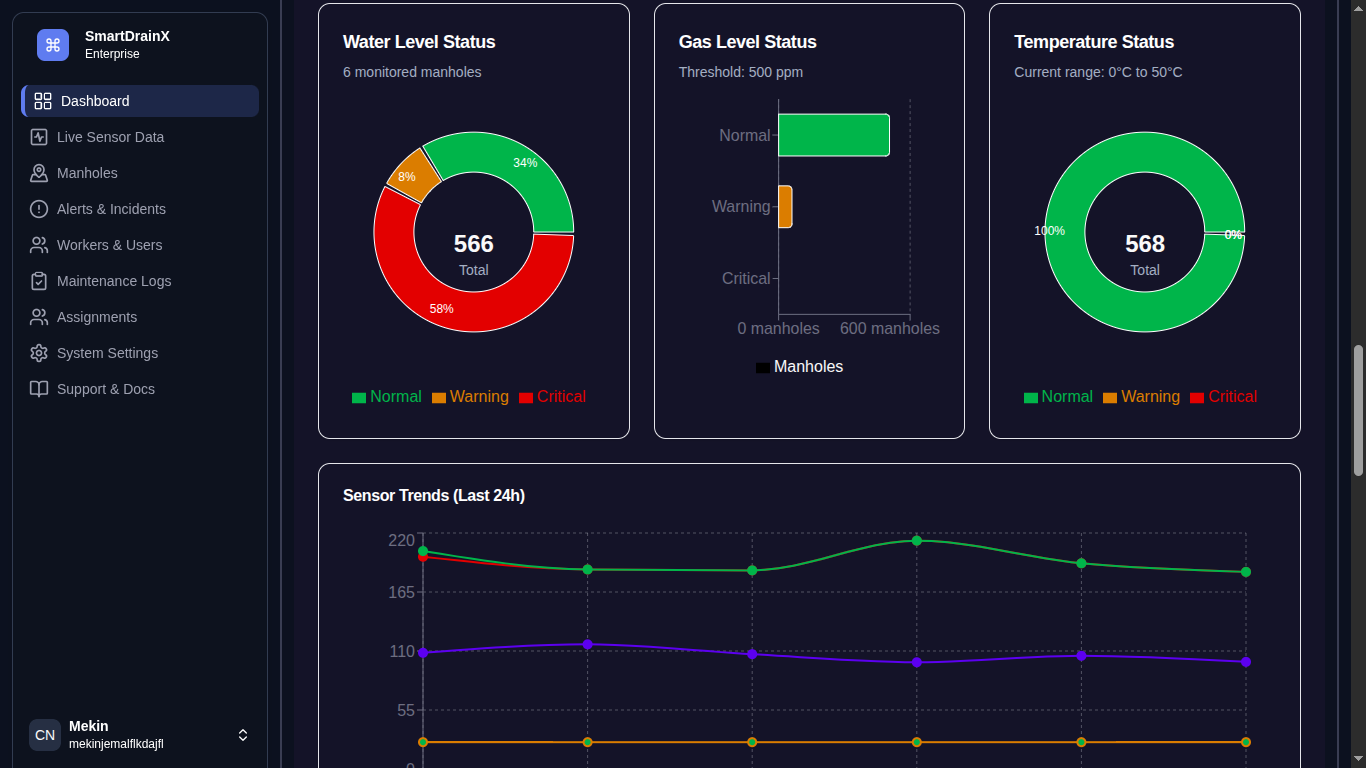 SmartDrainX
Enterprise
Dashboard
Live Sensor Data
Manholes
Alerts & Incidents
Workers & Users
Maintenance Logs
Assignments
System Settings
Support & Docs
CN
Mekin
mekinjemalflkdajfl
Water Level Status
6 monitored manholes
34%
8%
58%
566
Total
Normal Warning Critical
Gas Level Status
Threshold: 500 ppm
Normal
Warning
Critical
0 manholes 600 manholes
Manholes
Temperature Status
Current range: 0°C to 50°C
100%
0%
568
Total
Normal Warning Critical
Sensor Trends (Last 24h)
220
165
110
55
0